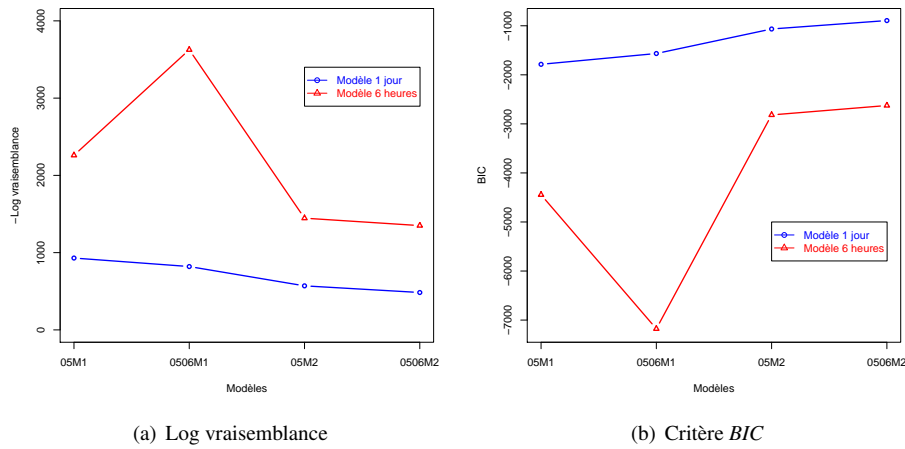 4000
3000
2000
1000
0
−Log vraisemblance
Modèle 1 jour
Modèle 6 heures
05M1
0506M1
05M2
0506M2
Modèles
(a) Log vraisemblance
−1000
−2000
−3000
−4000
−5000
−6000
−7000
BIC
Modèle 1 jour
Modèle 6 heures
05M1
0506M1
05M2
0506M2
Modèles
(b) Critère BIC